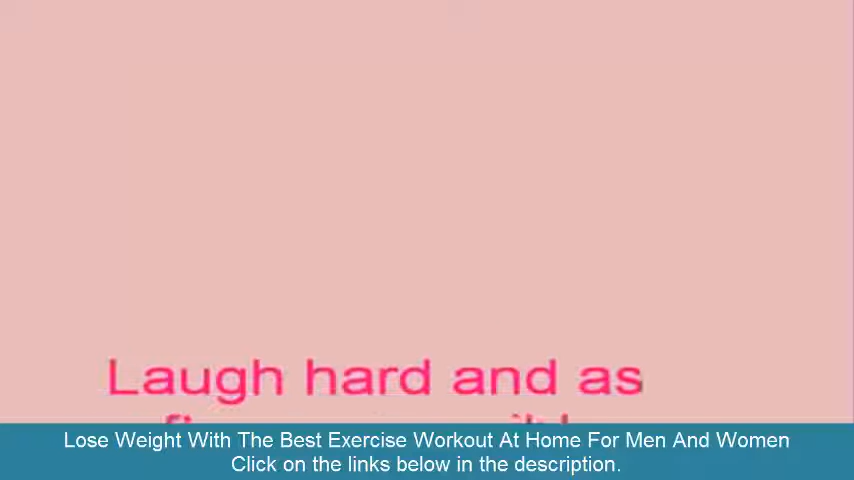 Laugh hard and as
Lose Weight With The Best Exercise Workout At Home For Men And Women
Click on the links below in the description.